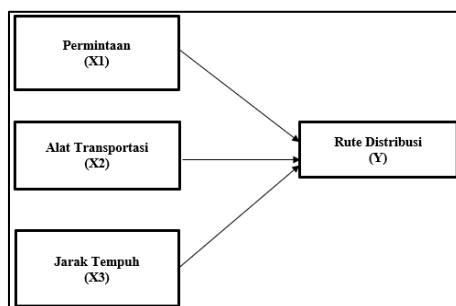 Permintaan
(X1)
Alat Transportasi
(X2)
Rute Distribusi
(Y)
Jarak Tempuh
(X3)